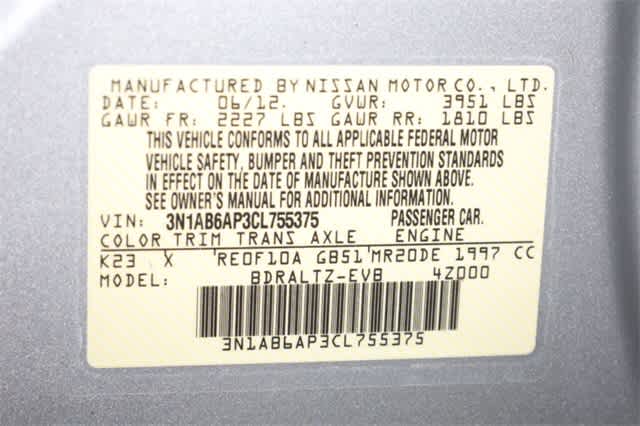 MANUFACTURED BY NISSAN MOTOR CO., LTD.
DATE: 06/12. GVWR: 3951 LBS
GAWR FR: 2227 LBS GAWR RR: 1810 LBS
THIS VEHICLE CONFORMS TO ALL APPLICABLE FEDERAL MOTOR
VEHICLE SAFETY, BUMPER AND THEFT PREVENTION STANDARDS
IN EFFECT ON THE DATE OF MANUFACTURE SHOWN ABOVE.
SEE OWNER'S MANUAL FOR ADDITIONAL INFORMATION.
VIN: 3N1AB6AP3CL755375 PASSENGER CAR.
COLOR TRIM TRANS AXLE ENGINE
K23 X RE0F10A GB51 MR20DE 1997 CC
MODEL: BDRALTZ-EV8 4Z000
3N1AB6AP3CL755375